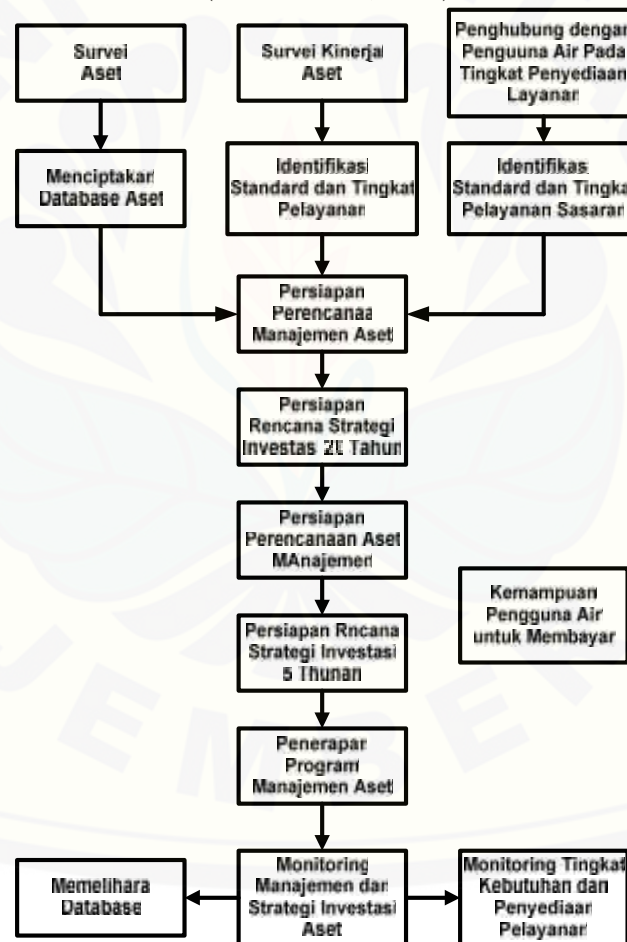 Survei
Aset
Survei Kinerja
Aset
Penghubung dengan
Penguuna Air Pada
Tingkat Penyediaan
Layanan
Menciptakan
Database Aset
Identifikasi
Standard dan Tingkat
Pelayanan
Identifikas
Standard dan Tingka
Pelayanan Sasaran
Persiapan
Perencanaa
Manajemen Aset
Persiapan
Rencana Strategi
Investas Tahun
Persiapan
Perencanaan Aset
MAnajemen
Kemampuan
Pengguna Air
untuk Membayar
Persiapan Rncana
Strategi Investasi
5 Thunan
Penerapan
Program
Manajemen Aset
Memelihara
Database
Monitoring
Manajemen dan
Strategi Investasi
Aset
Monitoring Tingkat
Kebutuhan dan
Penyediaan
Pelayanan
JEMBER